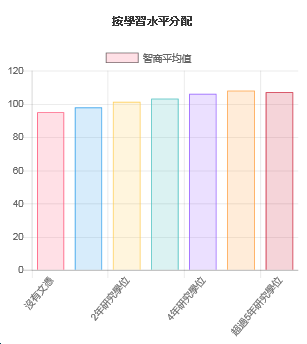 按學習水平分配
智商平均值
120
100
80
60
40
20
0
沒有文憑
2年研究學位
4年研究學位
超過5年研究學位